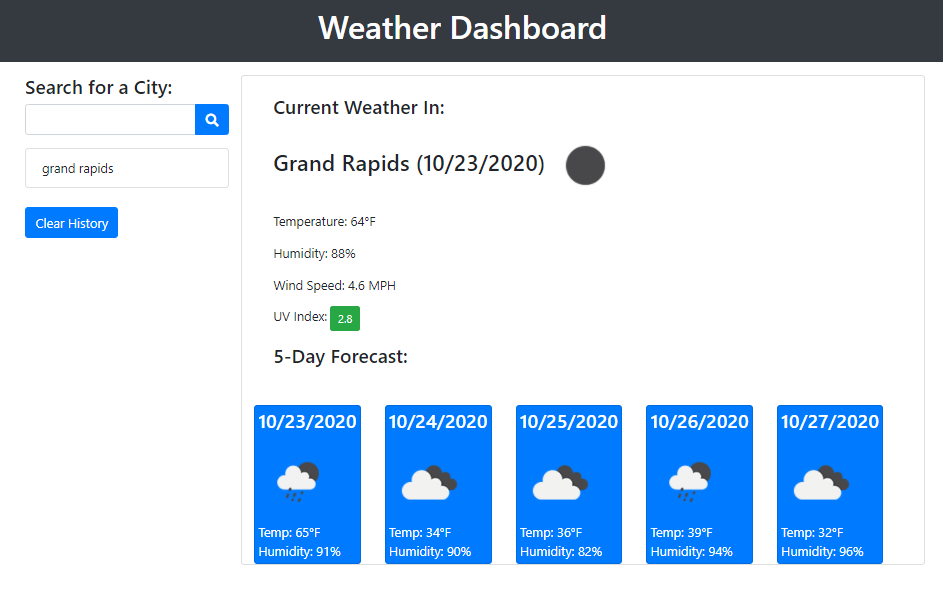 Weather Dashboard
Search for a City:
grand rapids
Clear History
Current Weather In:
Grand Rapids (10/23/2020)
Temperature: 64°F
Humidity: 88%
Wind Speed: 4.6 MPH
UV Index: 2.8
5-Day Forecast:
10/23/2020
Temp: 65°F
Humidity: 91%
10/24/2020
Temp: 34°F
Humidity: 90%
10/25/2020
Temp: 36°F
Humidity: 82%
10/26/2020
Temp: 39°F
Humidity: 94%
10/27/2020
Temp: 32°F
Humidity: 96%